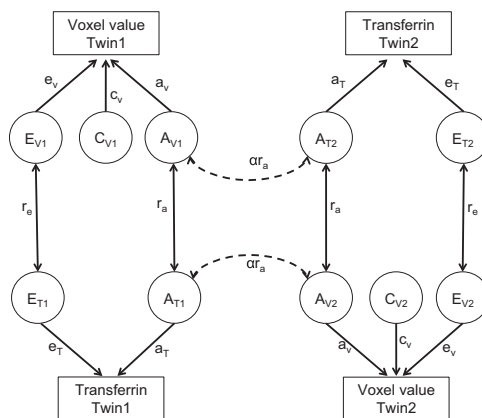 Voxel value
Twin1
Transferrin
Twin2
e_v
c_v
a_v
a_T
e_T
E_V1
C_V1
A_V1
A_T2
E_T2
αr_a
r_e
r_a
r_a
r_e
αr_a
E_T1
A_T1
A_V2
C_V2
E_V2
e_T
a_T
a_v
c_v
e_v
Transferrin
Twin1
Voxel value
Twin2